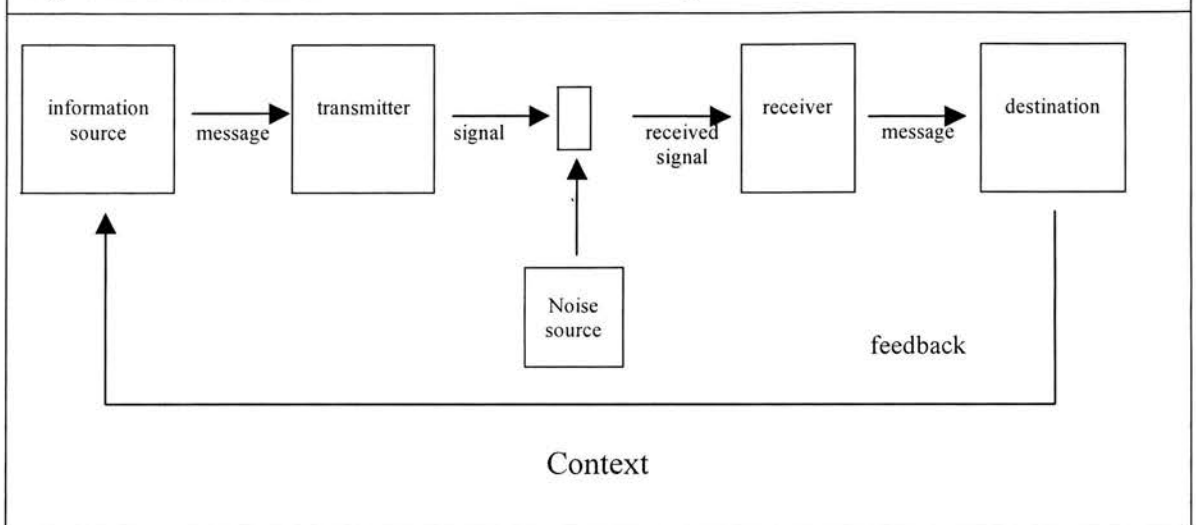 information
source
message
transmitter
signal
received
signal
receiver
message
destination
Noise
source
feedback
Context